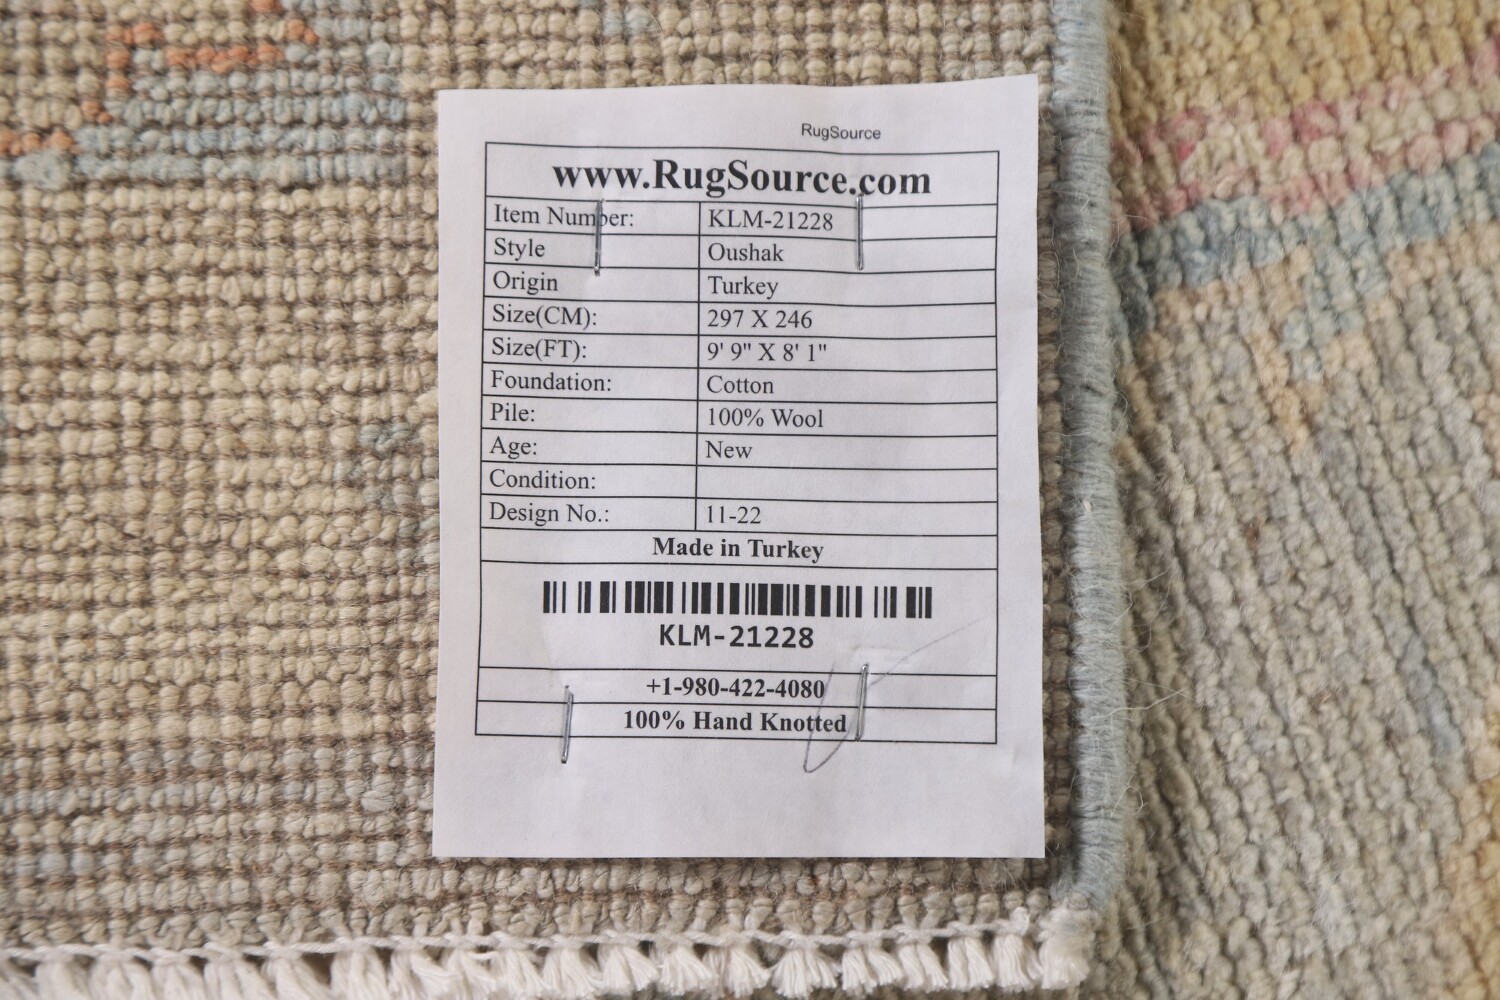 RugSource
www.RugSource.com
Item Number: KLM-21228
Style Oushak
Origin Turkey
Size(CM): 297 X 246
Size(FT): 9' 9" X 8' 1"
Foundation: Cotton
Pile: 100% Wool
Age: New
Condition:
Design No.: 11-22
Made in Turkey
KLM-21228
+1-980-422-4080
100% Hand Knotted